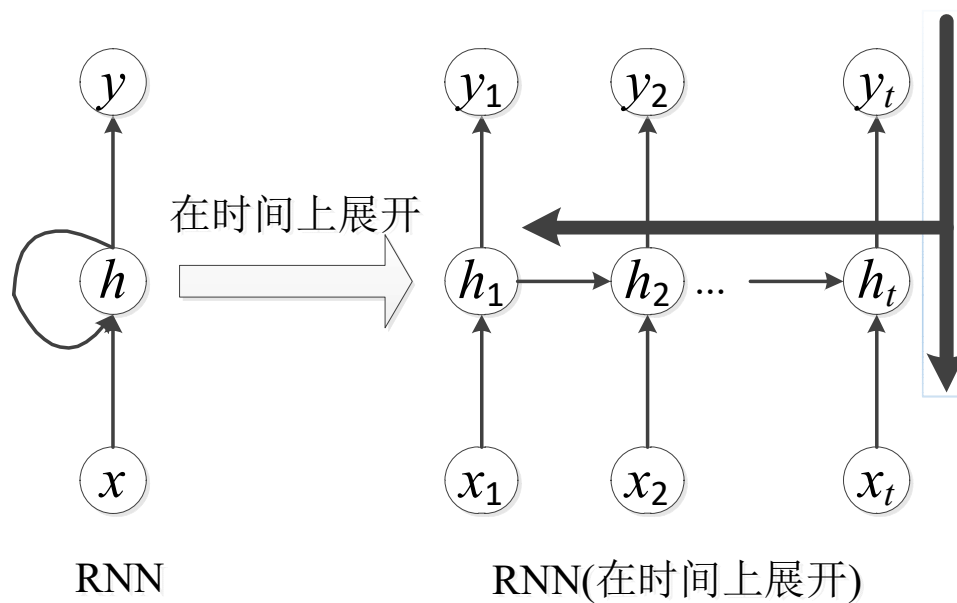 y y₁ y₂ yₜ
在时间上展开
h h₁ h₂ ... hₜ
x x₁ x₂ xₜ
RNN RNN(在时间上展开)